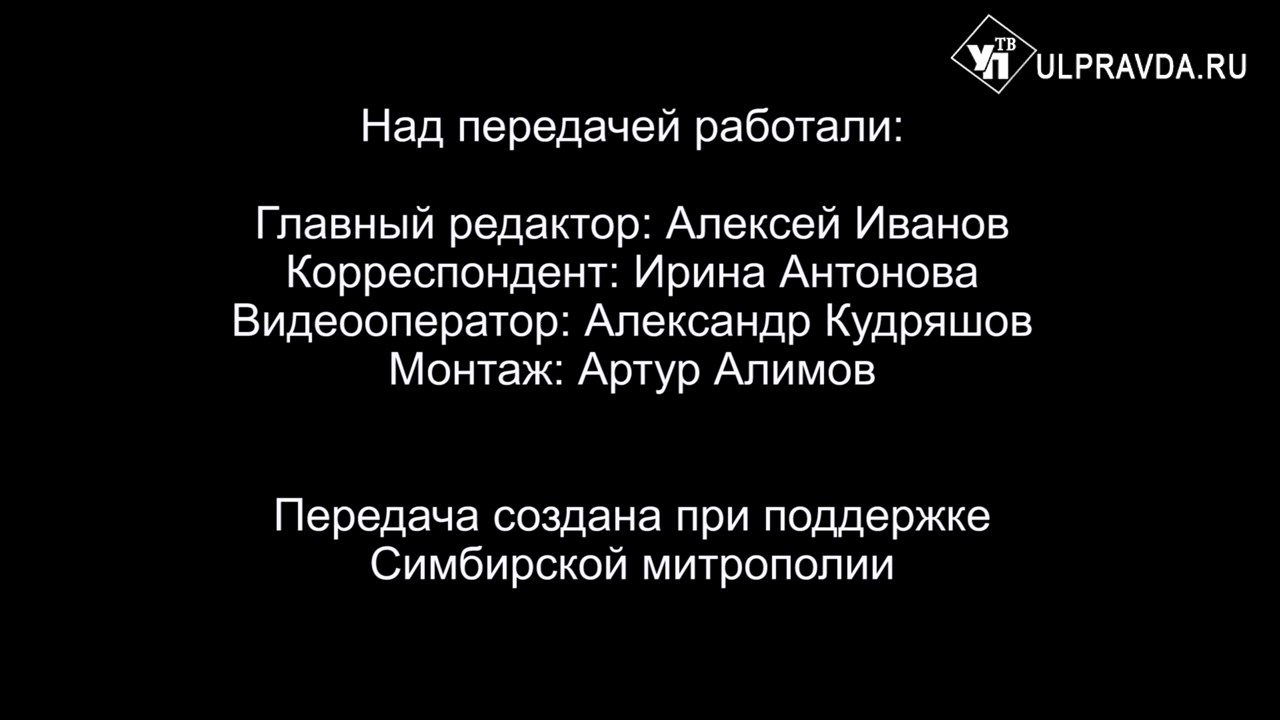 УП ТВ ULPRAVDA.RU
Над передачей работали:
Главный редактор: Алексей Иванов
Корреспондент: Ирина Антонова
Видеооператор: Александр Кудряшов
Монтаж: Артур Алимов
Передача создана при поддержке
Симбирской митрополии